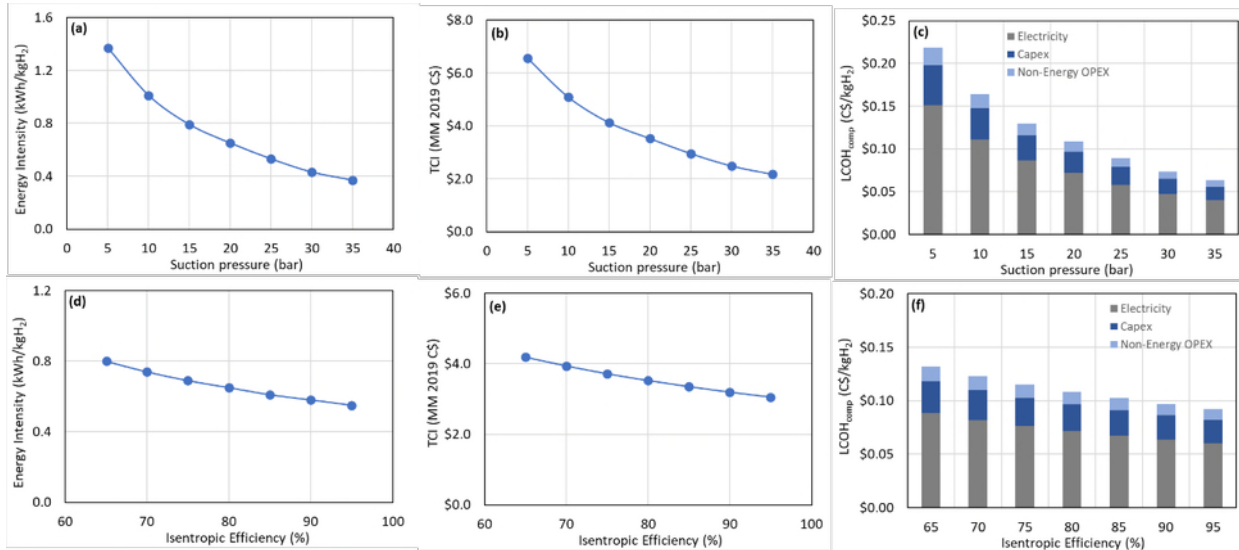 (a)
Energy Intensity (kWh/kgH₂)
1.6
1.2
0.8
0.4
0.0
0 5 10 15 20 25 30 35 40
Suction pressure (bar)
(b)
TCI (MM 2019 C$)
$8.0
$6.0
$4.0
$2.0
$0.0
0 5 10 15 20 25 30 35 40
Suction pressure (bar)
(c)
LCOHcomp (C$/kgH₂)
$0.25
$0.20
$0.15
$0.10
$0.05
$0.00
Electricity
Capex
Non-Energy OPEX
5 10 15 20 25 30 35
Suction pressure (bar)
(d)
Energy Intensity (kWh/kgH₂)
1.2
0.8
0.4
0.0
60 70 80 90 100
Isentropic Efficiency (%)
(e)
TCI (MM 2019 C$)
$6.0
$4.0
$2.0
$0.0
60 70 80 90 100
Isentropic Efficiency (%)
(f)
LCOHcomp (C$/kgH₂)
$0.20
$0.15
$0.10
$0.05
$0.00
Electricity
Capex
Non-Energy OPEX
65 70 75 80 85 90 95
Isentropic Efficiency (%)